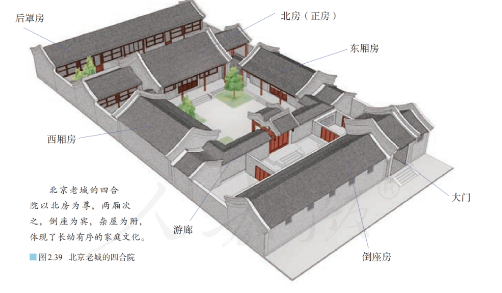 后罩房
北房（正房）
东厢房
西厢房
北京老城的四合
院以北房为尊，两厢次
之，倒座为宾，杂屋为附，
体现了长幼有序的家庭文化。
游廊
大门
倒座房
图2.39 北京老城的四合院